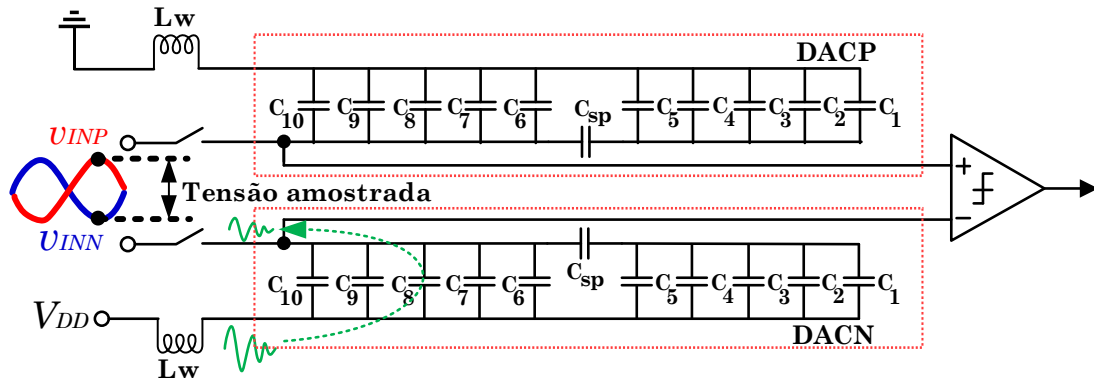 Lw
DACP
C10 C9 C8 C7 C6 Csp C5 C4 C3 C2 C1
vINP
+
Tensão amostrada
−
vINN
C10 C9 C8 C7 C6 Csp C5 C4 C3 C2 C1
VDD
DACN
Lw